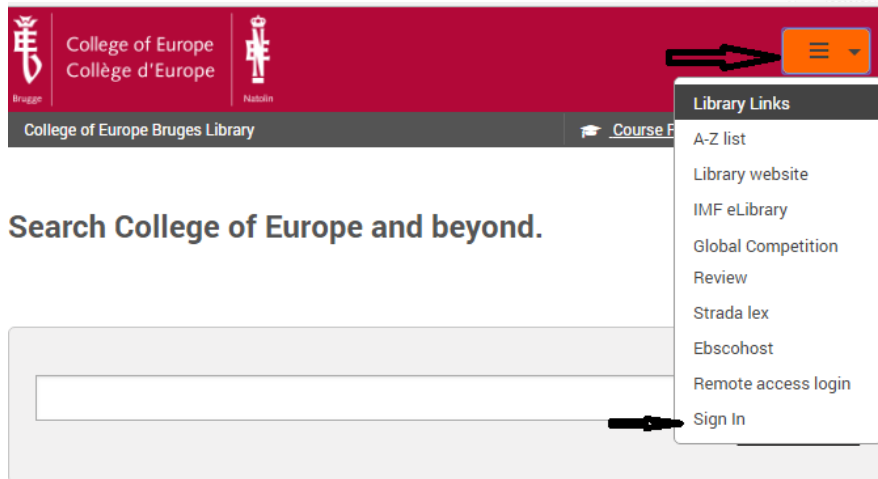 College of Europe
Collège d'Europe
Brugge
Natolin
College of Europe Bruges Library
Course
Library Links
A-Z list
Library website
IMF eLibrary
Global Competition
Review
Strada lex
Ebscohost
Remote access login
Sign In
Search College of Europe and beyond.